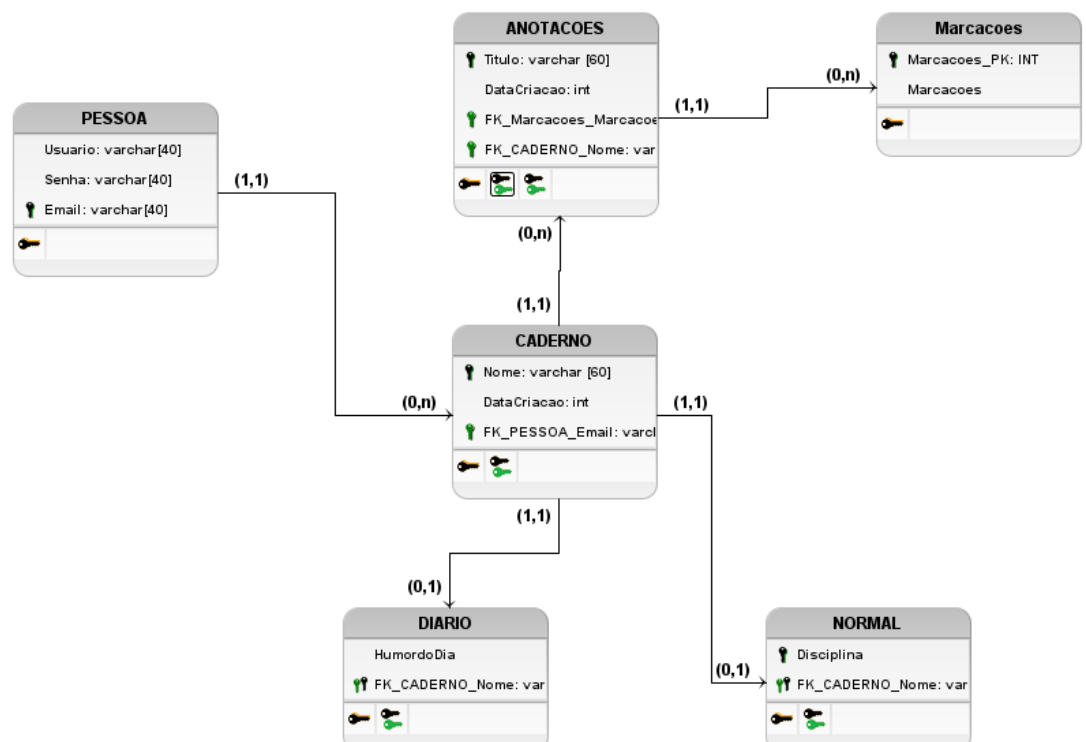 ANOTACOES
Titulo: varchar [60]
DataCriacao: int
FK_Marcacoes_Marcacoe
FK_CADERNO_Nome: var
Marcacoes
Marcacoes_PK: INT
Marcacoes
(0,n)
(1,1)
PESSOA
Usuario: varchar[40]
Senha: varchar[40]
Email: varchar[40]
(1,1)
(0,n)
(1,1)
CADERNO
Nome: varchar [60]
DataCriacao: int
FK_PESSOA_Email: varcl
(0,n)
(1,1)
(1,1)
(0,1)
(0,1)
DIARIO
HumordoDia
FK_CADERNO_Nome: var
NORMAL
Disciplina
FK_CADERNO_Nome: var